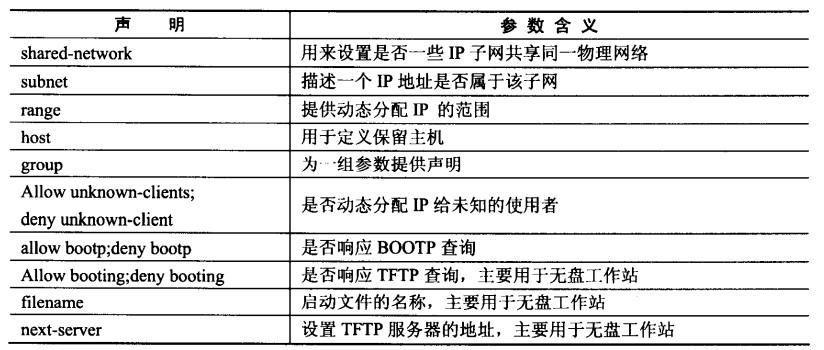 声 明 参 数 含 义
shared-network 用来设置是否一些 IP 子网共享同一物理网络
subnet 描述一个 IP 地址是否属于该子网
range 提供动态分配 IP 的范围
host 用于定义保留主机
group 为一组参数提供声明
Allow unknown-clients;
deny unknown-client 是否动态分配 IP 给未知的使用者
allow bootp;deny bootp 是否响应 BOOTP 查询
Allow booting;deny booting 是否响应 TFTP 查询，主要用于无盘工作站
filename 启动文件的名称，主要用于无盘工作站
next-server 设置 TFTP 服务器的地址，主要用于无盘工作站